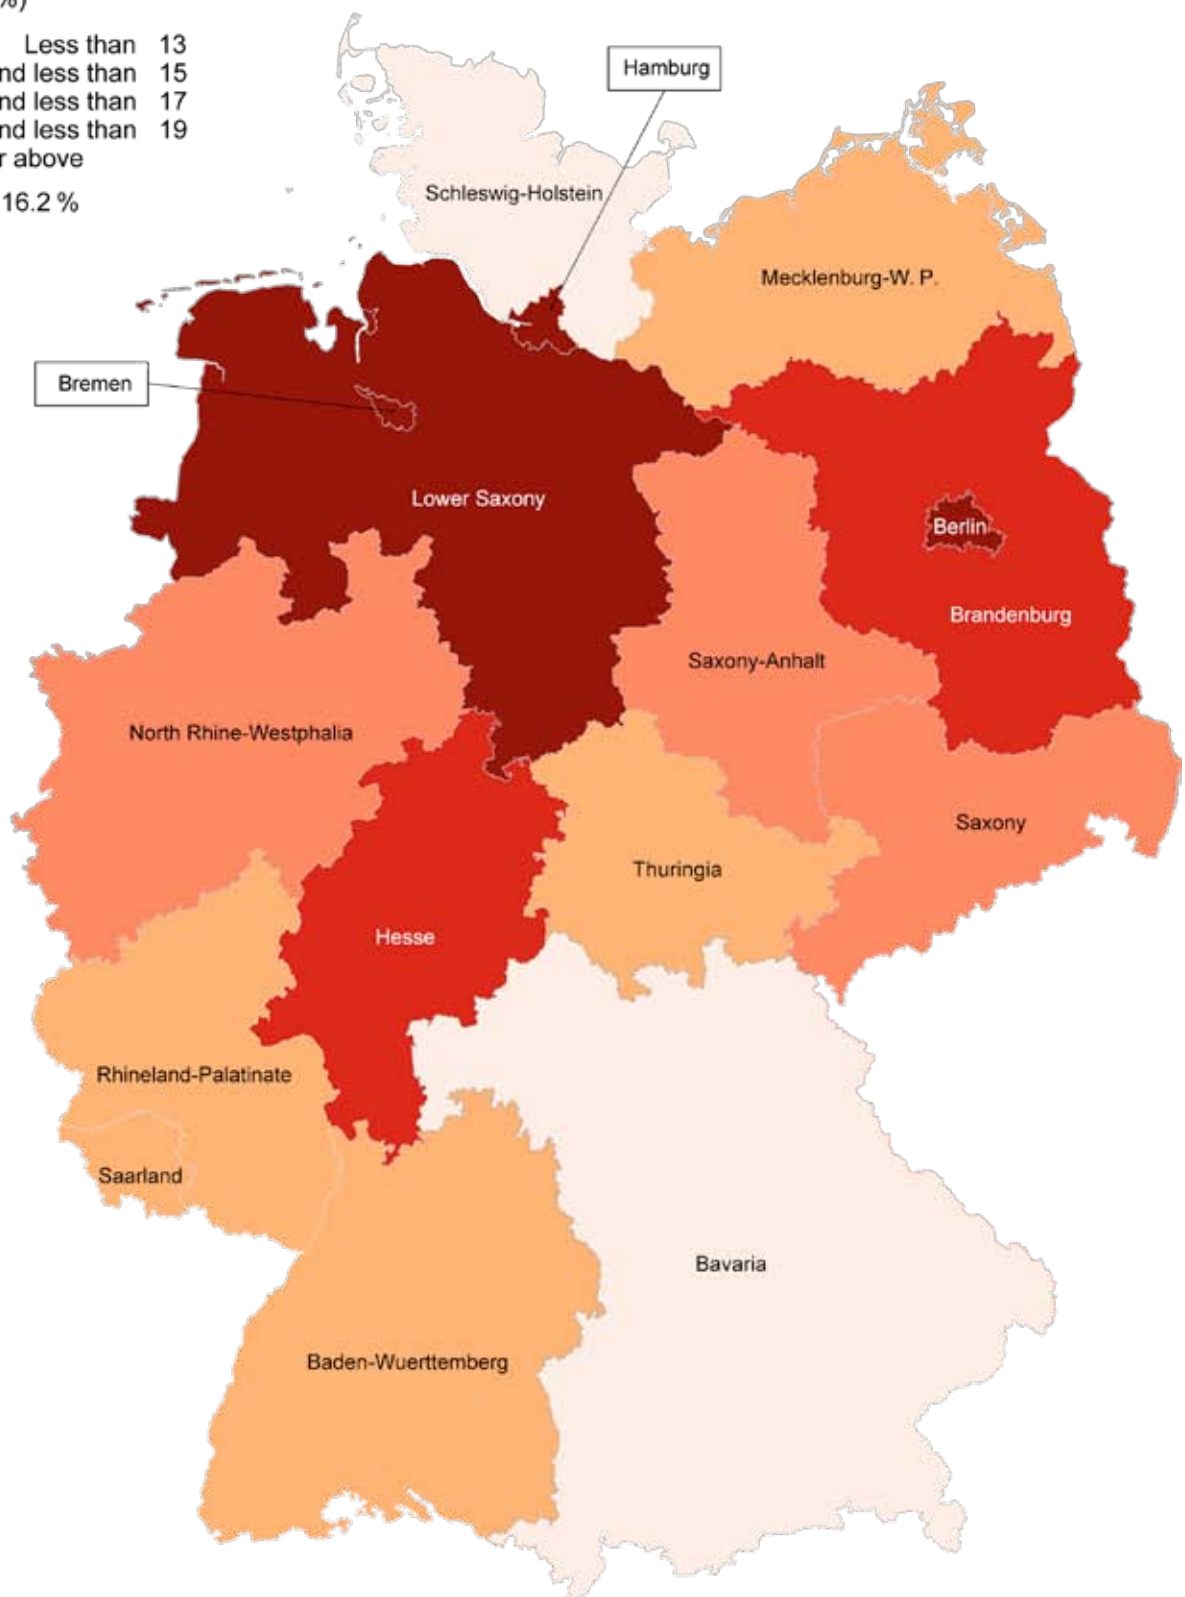 %)
Less than 13
nd less than 15
nd less than 17
nd less than 19
r above
16.2 %
Hamburg
Schleswig-Holstein
Mecklenburg-W. P.
Bremen
Lower Saxony
Berlin
Brandenburg
Saxony-Anhalt
North Rhine-Westphalia
Saxony
Thuringia
Hesse
Rhineland-Palatinate
Saarland
Bavaria
Baden-Wuerttemberg